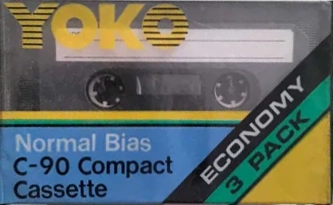 YOKO
Normal Bias
C-90 Compact
Cassette
ECONOMY
3 PACK